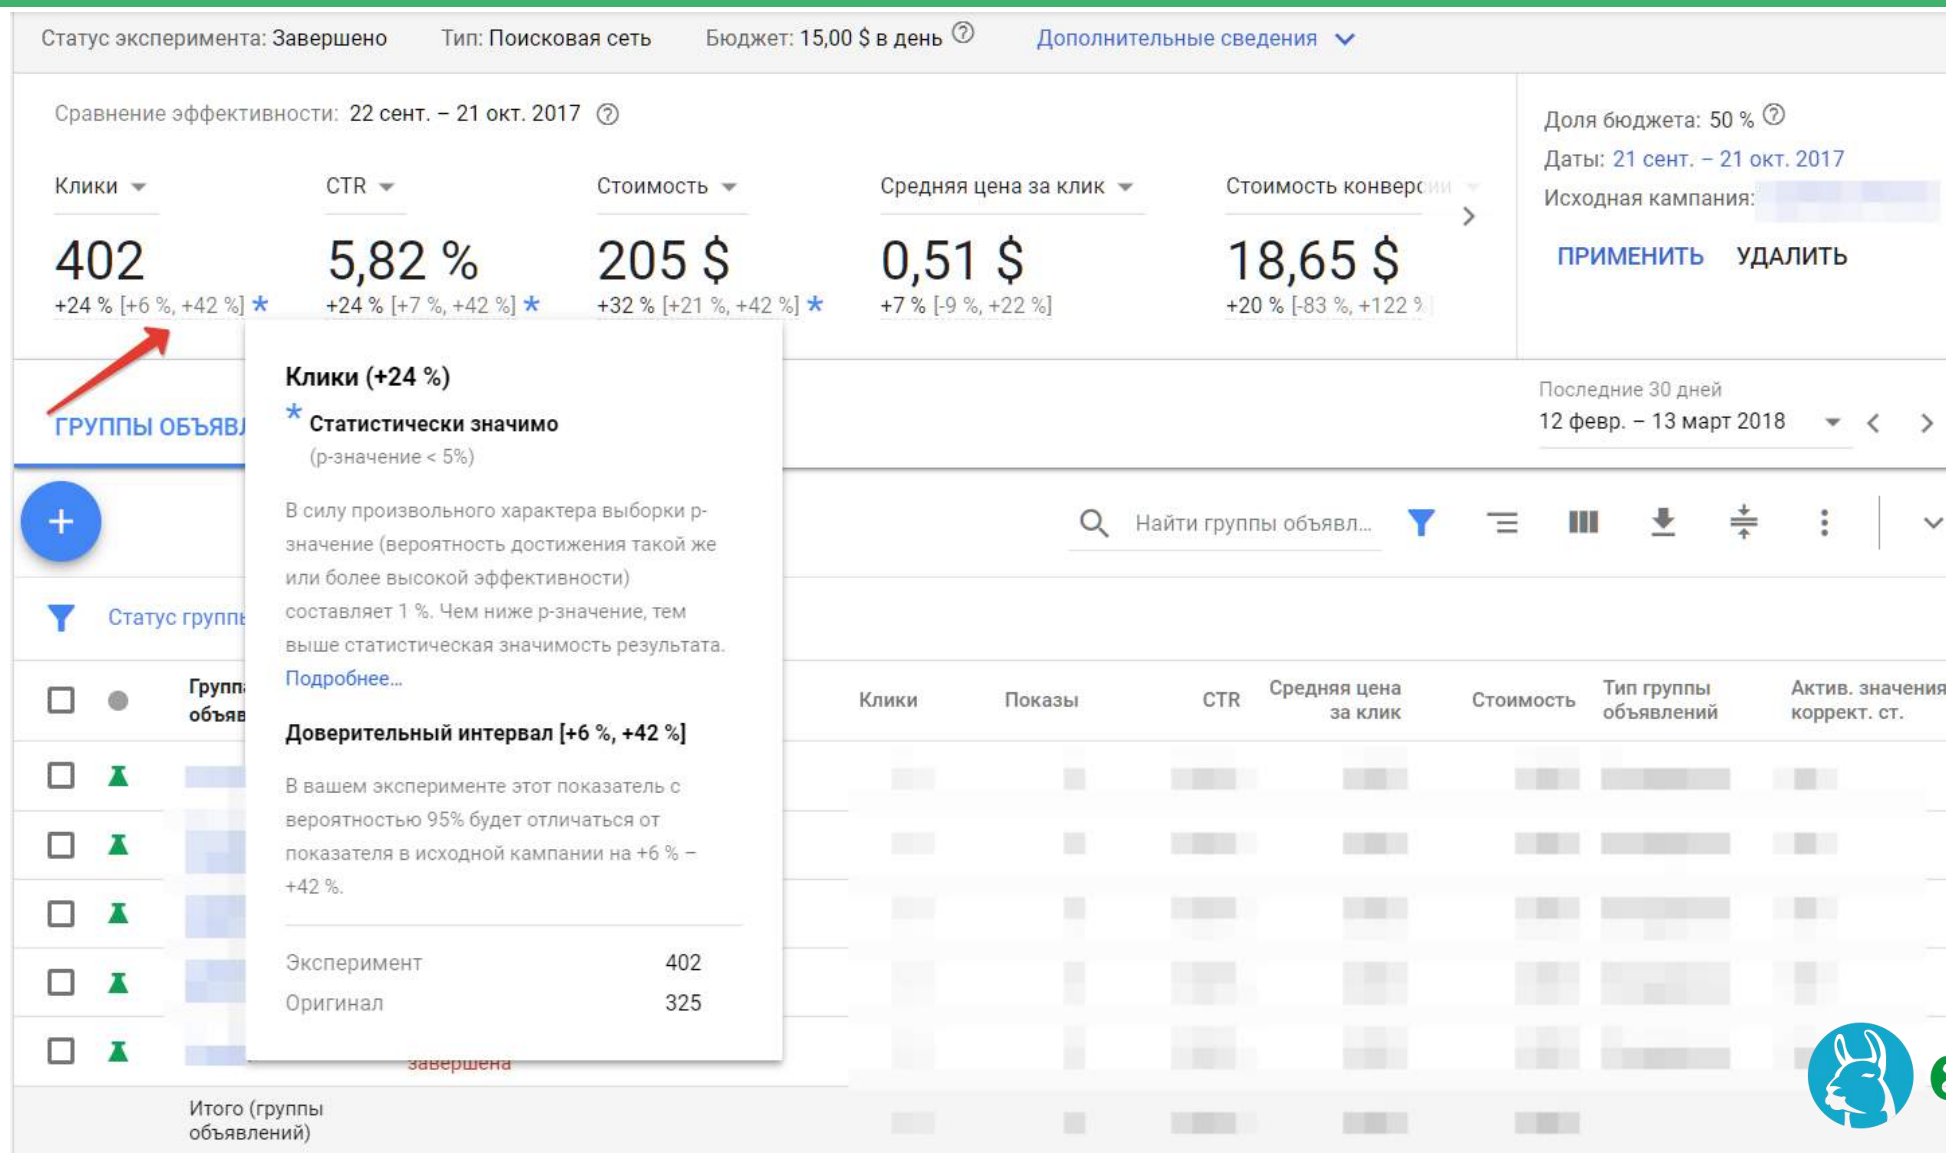 Статус эксперимента: Завершено Тип: Поисковая сеть Бюджет: 15,00 $ в день Дополнительные сведения
Сравнение эффективности: 22 сент. – 21 окт. 2017
Клики CTR Стоимость Средняя цена за клик Стоимость
402 5,82 % 205 $ 0,51 $ 18,65 $
+24 % [+6 %, +42 %] * +24 % [+7 %, +42 %] * +32 % [+21 %, +42 %] * +7 % [-9 %, +22 %] +20 % [-83 %, +122 %
Доля бюджета: 50 %
Даты: 21 сент. – 21 окт. 2017
Исходная кампания:
ПРИМЕНИТЬ УДАЛИТЬ
Клики (+24 %)
* Статистически значимо
(p-значение < 5%)
В силу произвольного характера выборки p-
значение (вероятность достижения такой же
или более высокой эффективности)
составляет 1 %. Чем ниже p-значение, тем
выше статистическая значимость результата.
Подробнее...
Доверительный интервал [+6 %, +42 %]
В вашем эксперименте этот показатель с
вероятностью 95% будет отличаться от
показателя в исходной кампании на +6 % –
+42 %.
Эксперимент 402
Оригинал 325
ГРУППЫ
Последние 30 дней
12 февр. – 13 март 2018
Найти группы объявл...
Статус
Клики Показы CTR Средняя цена
за клик Стоимость Тип группы
объявлений Актив. значения
коррект. ст.
завершена
Итого (группы
объявлений)